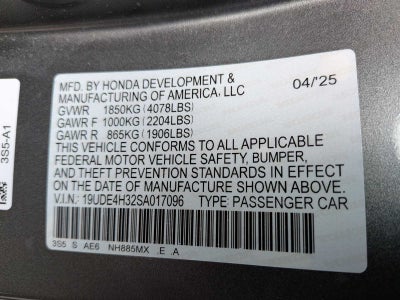 MFD. BY HONDA DEVELOPMENT & 04/'25
MANUFACTURING OF AMERICA, LLC
GVWR 1850KG (4078LBS)
GAWR F 1000KG (2204LBS)
GAWR R 865KG (1906LBS)
THIS VEHICLE CONFORMS TO ALL APPLICABLE
FEDERAL MOTOR VEHICLE SAFETY, BUMPER,
AND THEFT PREVENTION STANDARDS IN EFFECT
ON THE DATE OF MANUFACTURE SHOWN ABOVE.
V.I.N. 19UDE4H32SA017096 TYPE: PASSENGER CAR
3S5 S AE6 NH885MX .E .A
3S5-A1